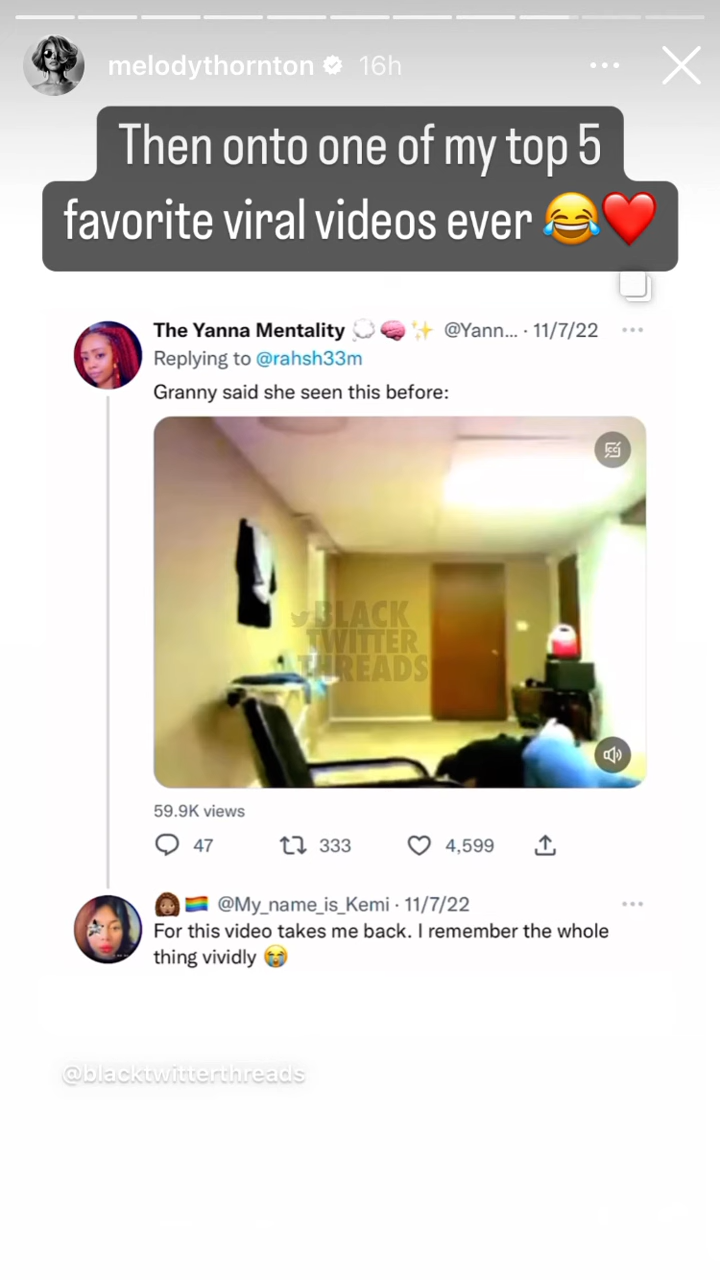 melodythornton 16h
Then onto one of my top 5
favorite viral videos ever 😂❤️
The Yanna Mentality 💭🧠✨ @Yann... · 11/7/22
Replying to @rahsh33m
Granny said she seen this before:
BLACK
TWITTER
THREADS
59.9K views
47 333 4,599
👩🏾‍🦱🏳️‍🌈 @My_name_is_Kemi · 11/7/22
For this video takes me back. I remember the whole
thing vividly 😭
@blacktwitterthreads